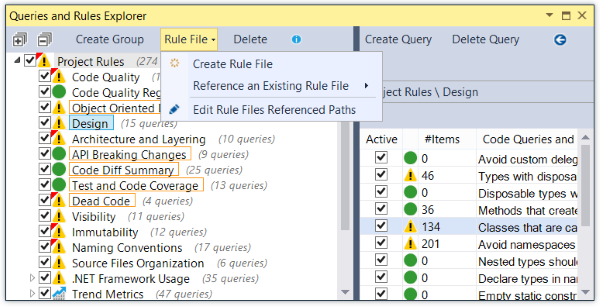 Queries and Rules Explorer
Create Group Rule File Delete Create Query Delete Query
Create Rule File
Reference an Existing Rule File
Edit Rule Files Referenced Paths
Project Rules (274
Code Quality
Code Quality Reg
Object Oriented
Design (15 queries)
Architecture and Layering (10 queries)
API Breaking Changes (9 queries)
Code Diff Summary (25 queries)
Test and Code Coverage (13 queries)
Dead Code (4 queries)
Visibility (11 queries)
Immutability (12 queries)
Naming Conventions (17 queries)
Source Files Organization (6 queries)
.NET Framework Usage (35 queries)
Trend Metrics (47 queries)
ject Rules \ Design
Active #Items Code Queries and
0 Avoid custom deleg
46 Types with disposa
0 Disposable types w
36 Methods that create
134 Classes that are ca
201 Avoid namespaces
0 Nested types should
0 Declare types in nam
0 Empty static constr